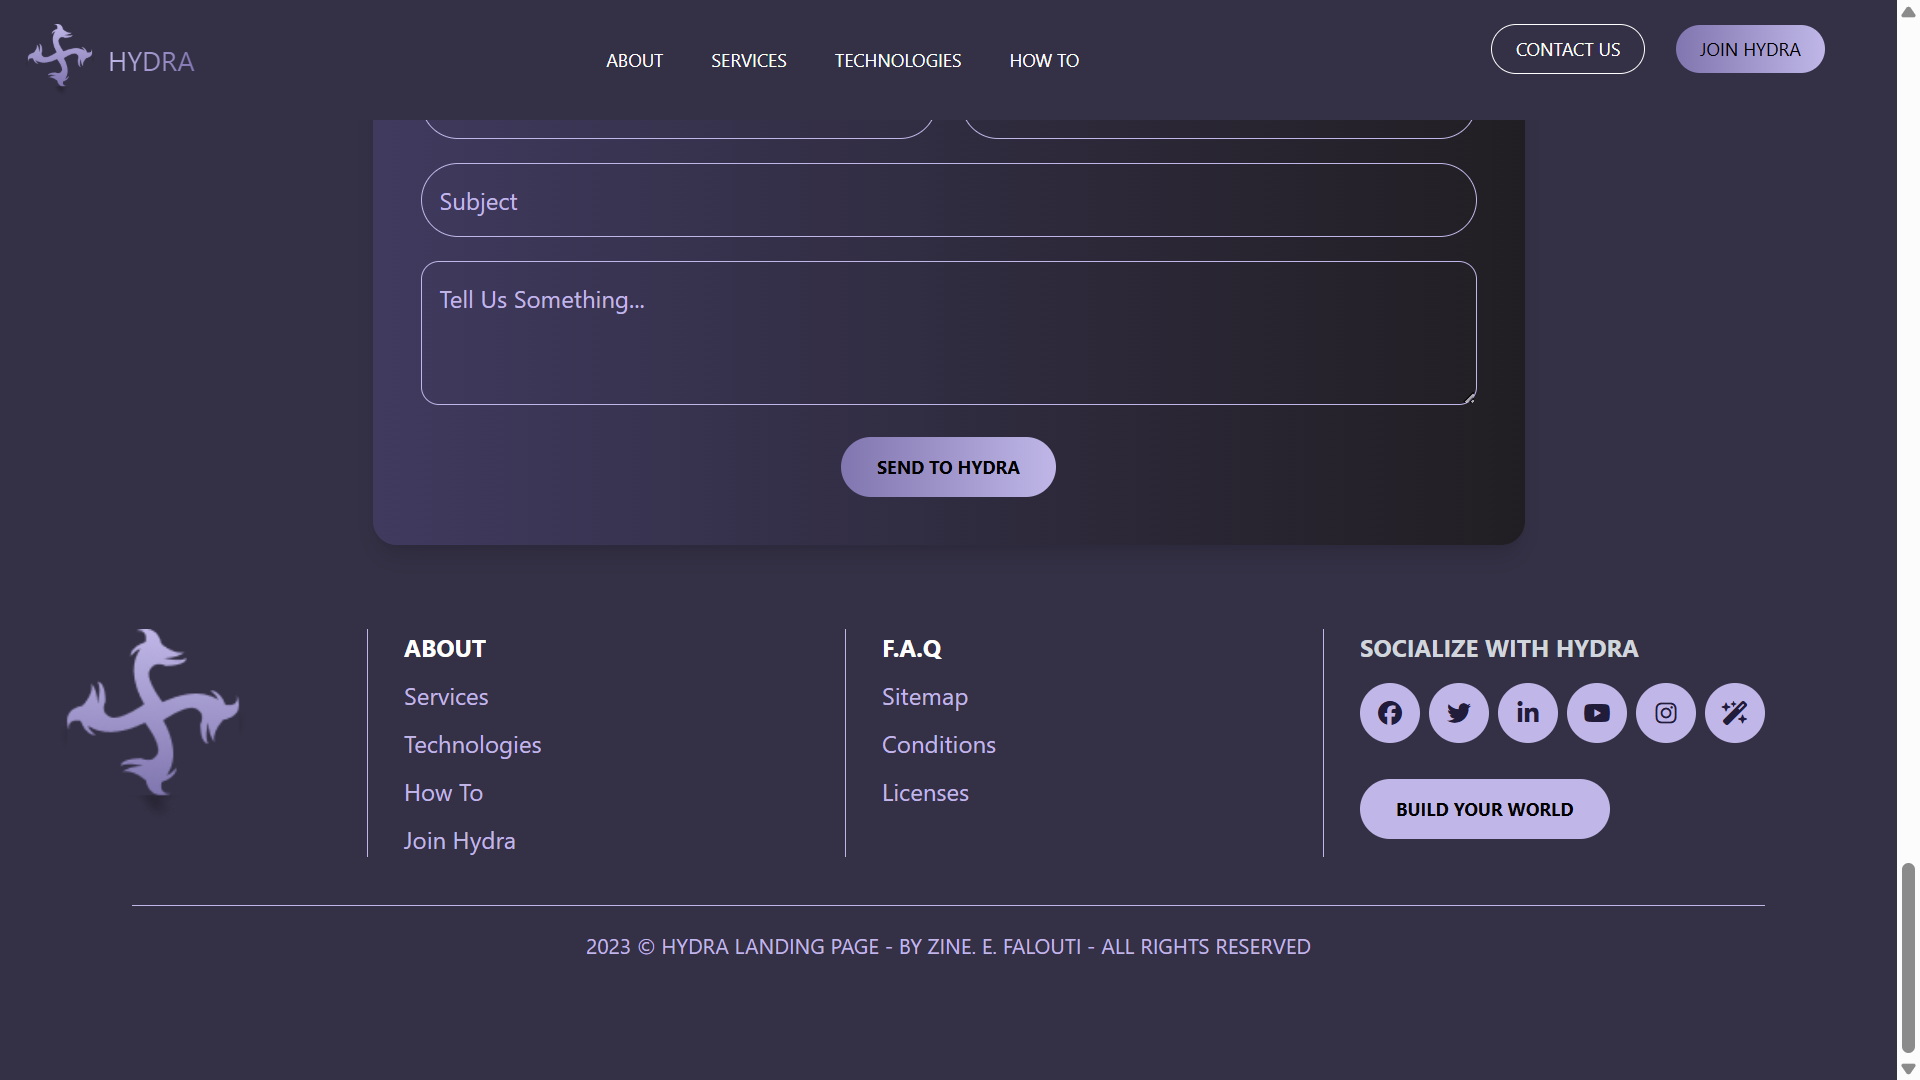 HYDRA
ABOUT SERVICES TECHNOLOGIES HOW TO
CONTACT US
JOIN HYDRA
Subject
Tell Us Something...
SEND TO HYDRA
ABOUT
Services
Technologies
How To
Join Hydra
F.A.Q
Sitemap
Conditions
Licenses
SOCIALIZE WITH HYDRA
BUILD YOUR WORLD
2023 © HYDRA LANDING PAGE - BY ZINE. E. FALOUTI - ALL RIGHTS RESERVED